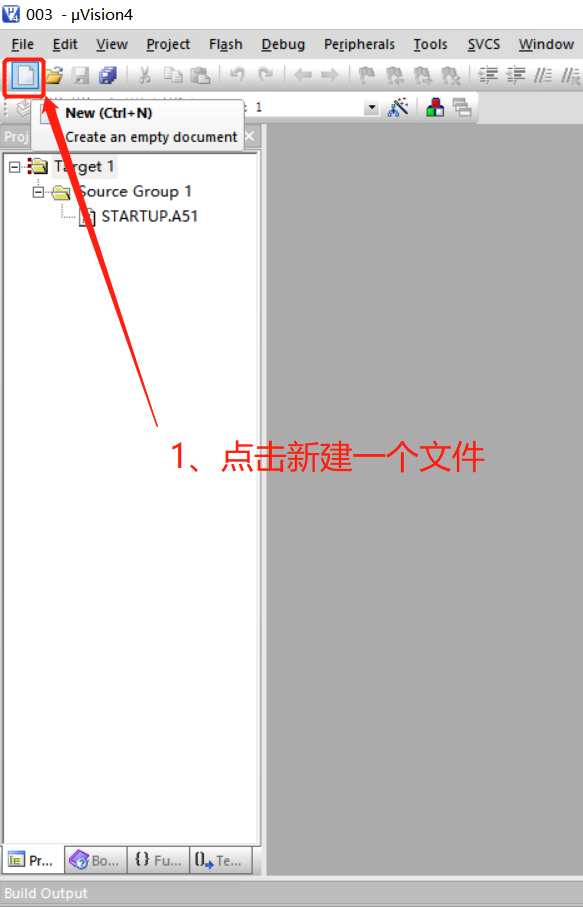 003 - µVision4
File Edit View Project Flash Debug Peripherals Tools SVCS Window
1
New (Ctrl+N)
Create an empty document
Proj
Target 1
Source Group 1
STARTUP.A51
1、点击新建一个文件
Pr... Bo... {} Fu... Te...
Build Output